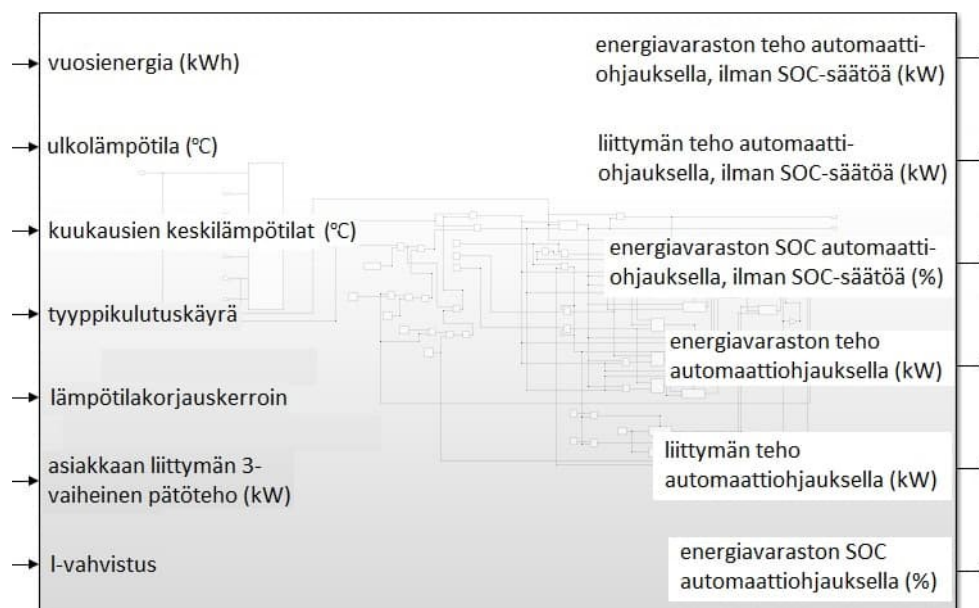 vuosienergia (kWh)
ulkolämpötila (℃)
kuukausien keskilämpötilat (℃)
tyyppikulutuskäyrä
lämpötilakorjauskerroin
asiakkaan liittymän 3-
vaiheinen pätöteho (kW)
I-vahvistus
energiavaraston teho automaatti-
ohjauksella, ilman SOC-säätöä (kW)
liittymän teho automaatti-
ohjauksella, ilman SOC-säätöä (kW)
energiavaraston SOC automaatti-
ohjauksella, ilman SOC-säätöä (%)
energiavaraston teho
automaattiohjauksella (kW)
liittymän teho
automaattiohjauksella (kW)
energiavaraston SOC
automaattiohjauksella (%)